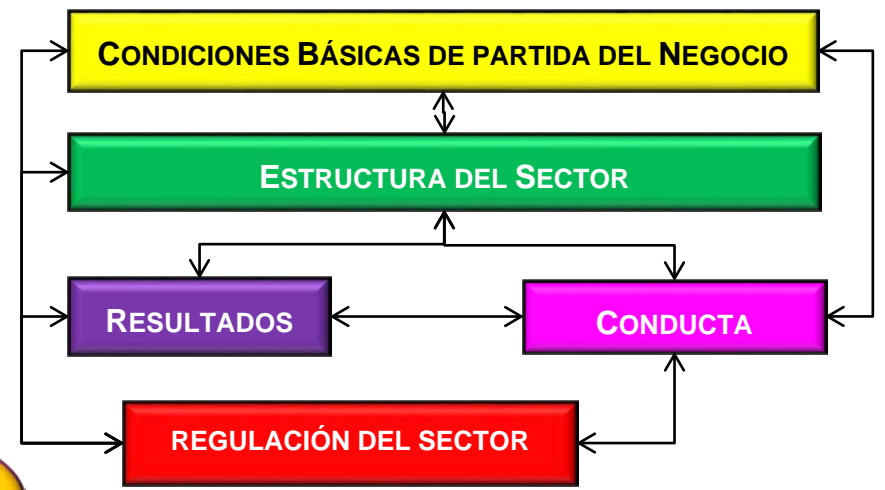 CONDICIONES BÁSICAS DE PARTIDA DEL NEGOCIO
ESTRUCTURA DEL SECTOR
RESULTADOS
CONDUCTA
REGULACIÓN DEL SECTOR